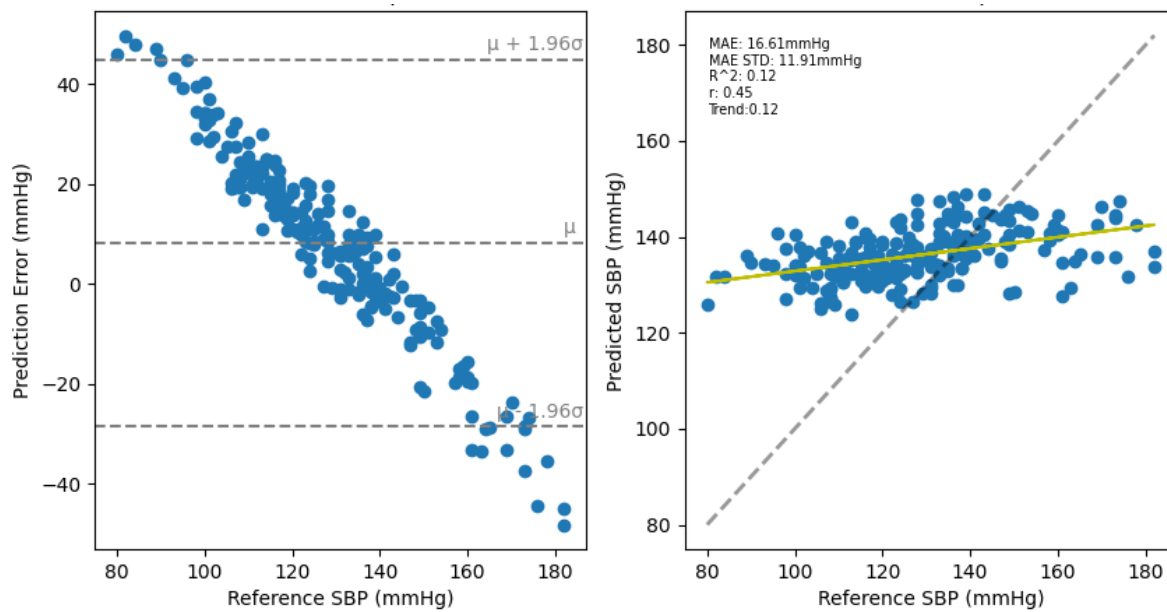 μ + 1.96σ
μ
μ - 1.96σ
40
20
0
−20
−40
80
100
120
140
160
180
Prediction Error (mmHg)
Reference SBP (mmHg)
MAE: 16.61mmHg
MAE STD: 11.91mmHg
R^2: 0.12
r: 0.45
Trend:0.12
180
160
140
120
100
80
80
100
120
140
160
180
Predicted SBP (mmHg)
Reference SBP (mmHg)